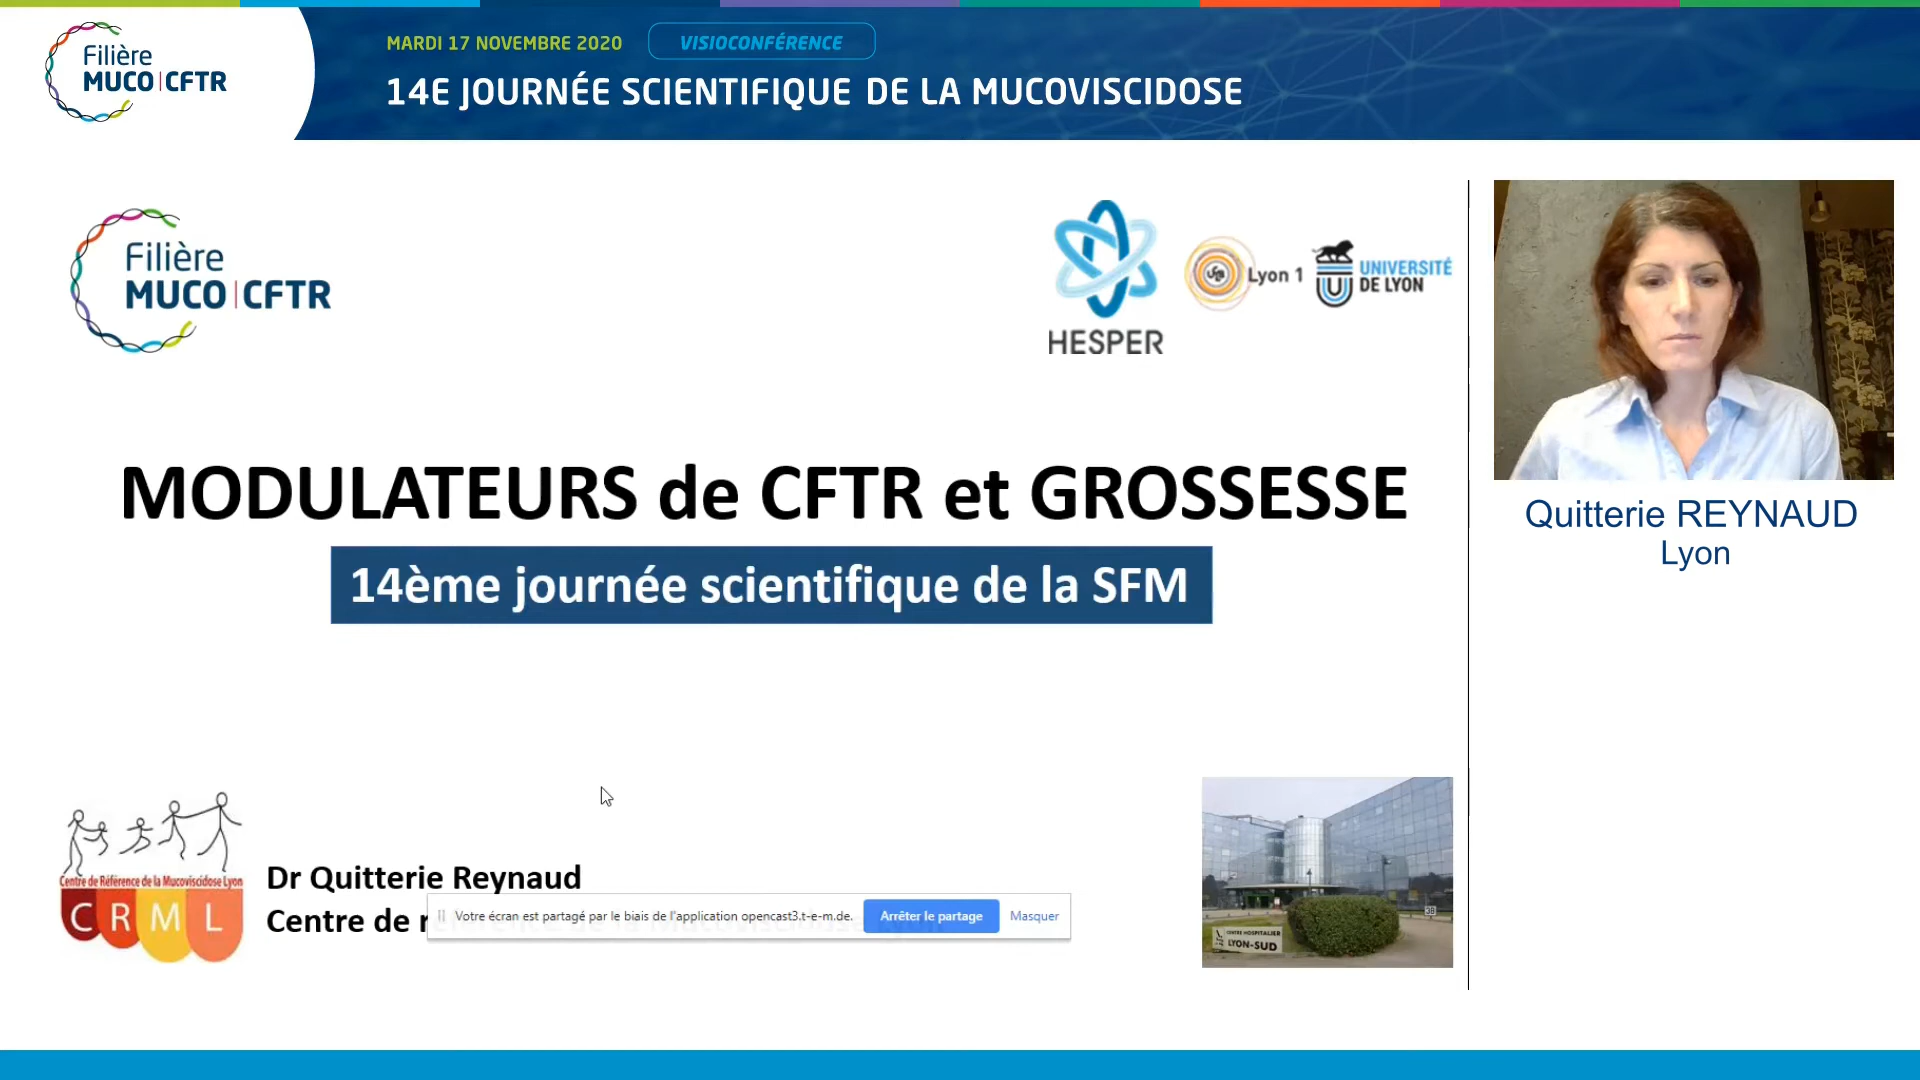 Filière
MUCO|CFTR
MARDI 17 NOVEMBRE 2020
VISIOCONFÉRENCE
14E JOURNÉE SCIENTIFIQUE DE LA MUCOVISCIDOSE
Filière
MUCO|CFTR
HESPER
Lyon 1
UNIVERSITÉ
DE LYON
MODULATEURS de CFTR et GROSSESSE
14ème journée scientifique de la SFM
Quitterie REYNAUD
Lyon
Centre de Référence de la Mucoviscidose Lyon
CRML
Dr Quitterie Reynaud
Centre de
Votre écran est partagé par le biais de l'application opencast3.t-e-m.de.
Arrêter le partage
Masquer
CENTRE HOSPITALIER
LYON-SUD